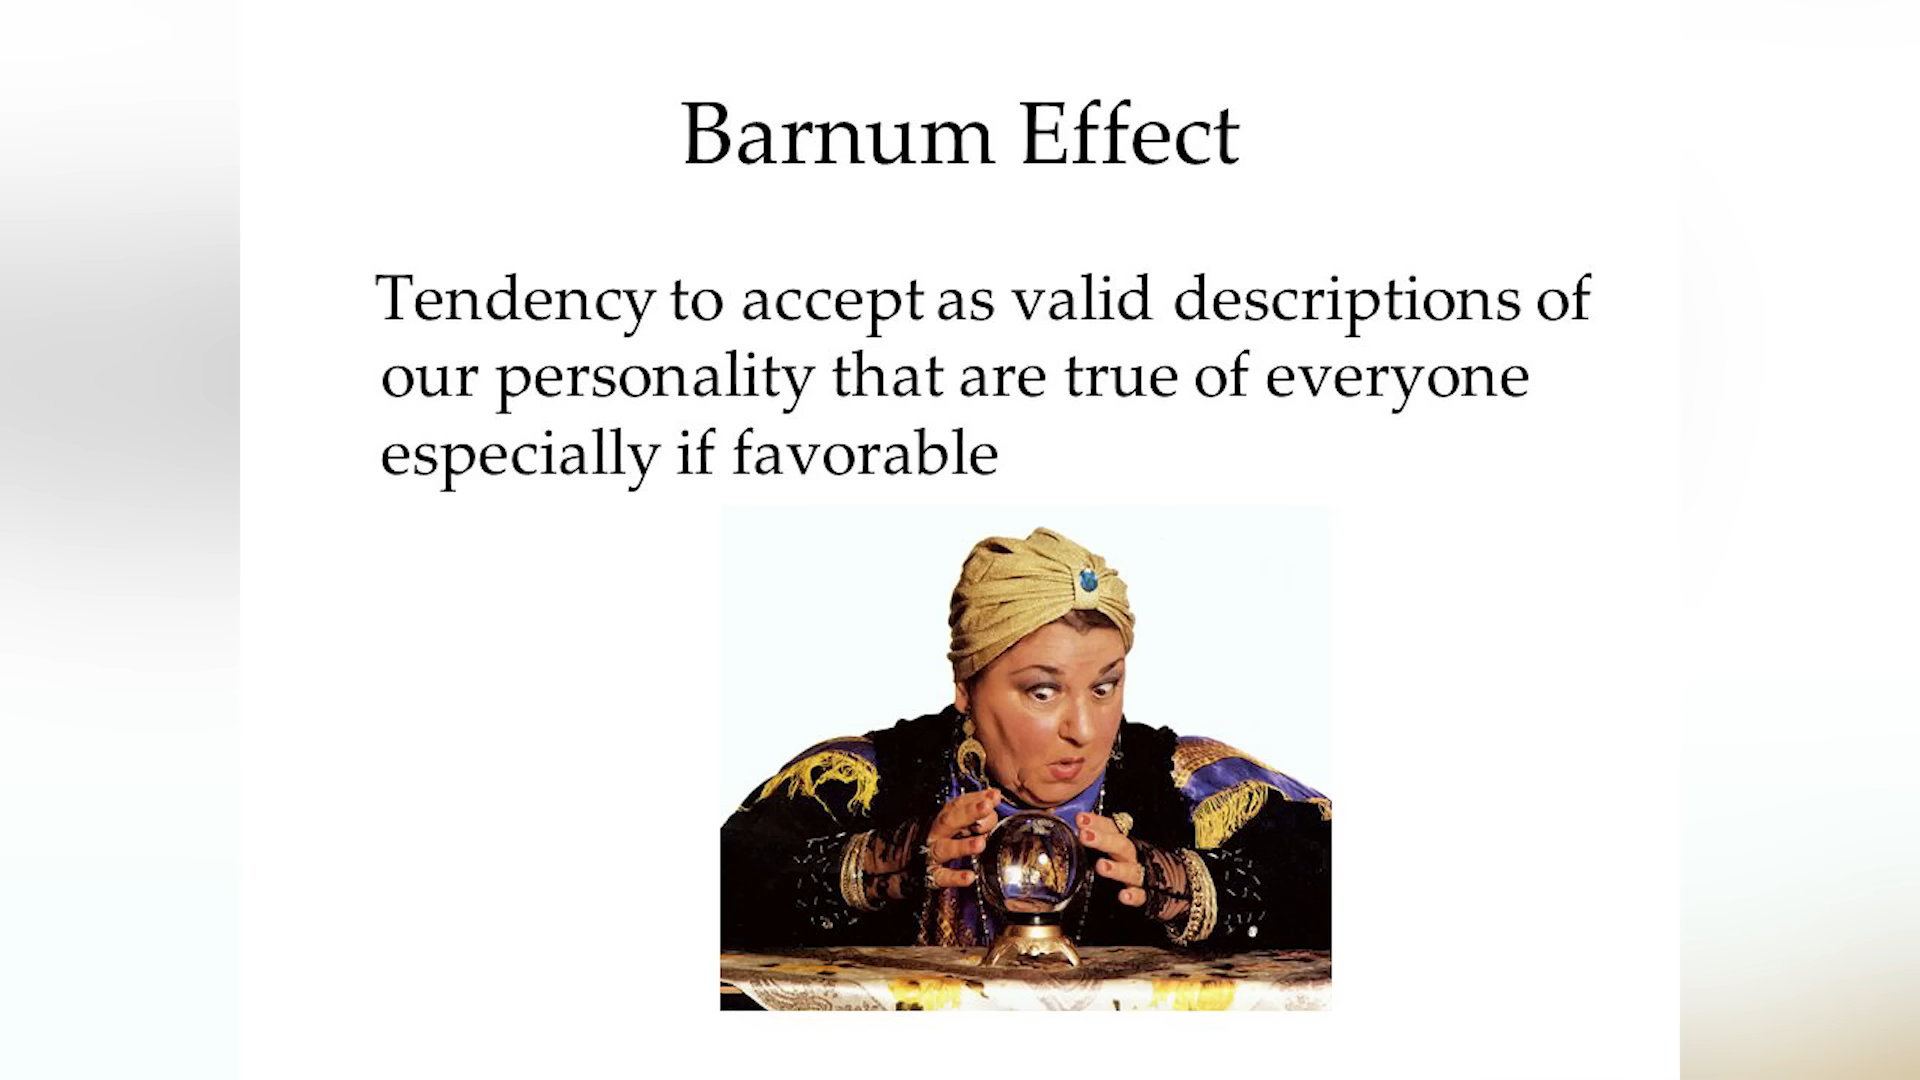 Barnum Effect
Tendency to accept as valid descriptions of
our personality that are true of everyone
especially if favorable